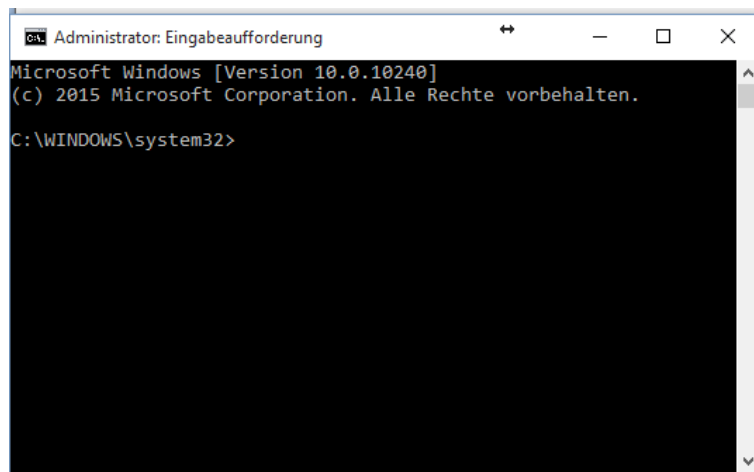 Administrator: Eingabeaufforderung
Microsoft Windows [Version 10.0.10240]
(c) 2015 Microsoft Corporation. Alle Rechte vorbehalten.
C:\WINDOWS\system32>